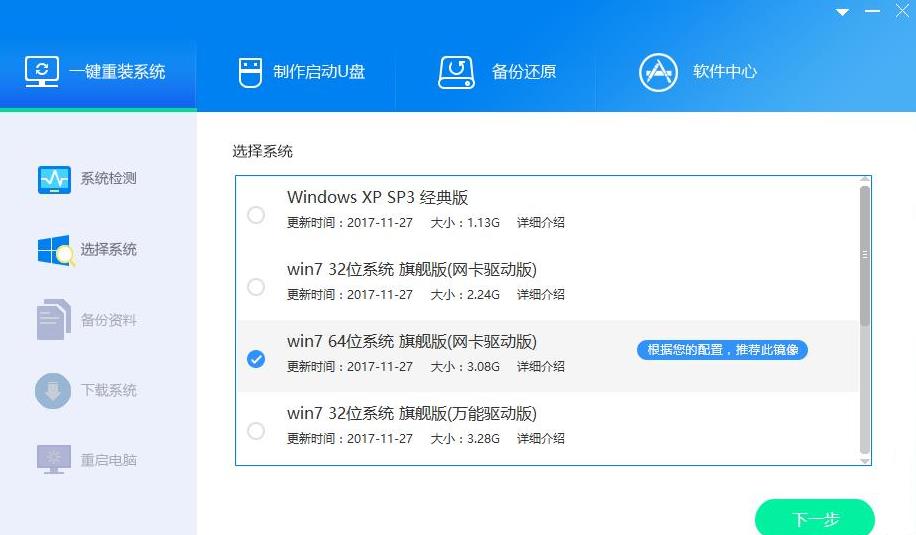 一键重装系统
制作启动U盘
备份还原
软件中心
系统检测
选择系统
备份资料
下载系统
重启电脑
选择系统
Windows XP SP3 经典版
更新时间：2017-11-27 大小：1.13G 详细介绍
win7 32位系统 旗舰版(网卡驱动版)
更新时间：2017-11-27 大小：2.24G 详细介绍
win7 64位系统 旗舰版(网卡驱动版)
根据您的配置，推荐此镜像
更新时间：2017-11-27 大小：3.08G 详细介绍
win7 32位系统 旗舰版(万能驱动版)
更新时间：2017-11-27 大小：3.28G 详细介绍
下一步